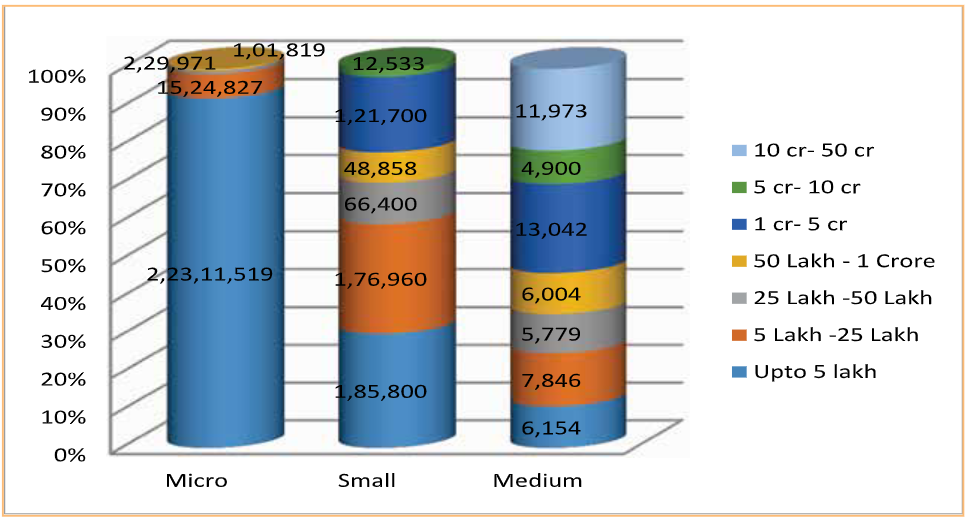 1,01,819
2,29,971
12,533
100%
15,24,827
90%
1,21,700
11,973
80%
10 cr- 50 cr
48,858
4,900
70%
5 cr- 10 cr
66,400
60%
13,042
1 cr- 5 cr
50%
2,23,11,519
1,76,960
50 Lakh - 1 Crore
40%
6,004
25 Lakh -50 Lakh
30%
5,779
5 Lakh -25 Lakh
20%
1,85,800
7,846
Upto 5 lakh
10%
6,154
0%
Micro
Small
Medium